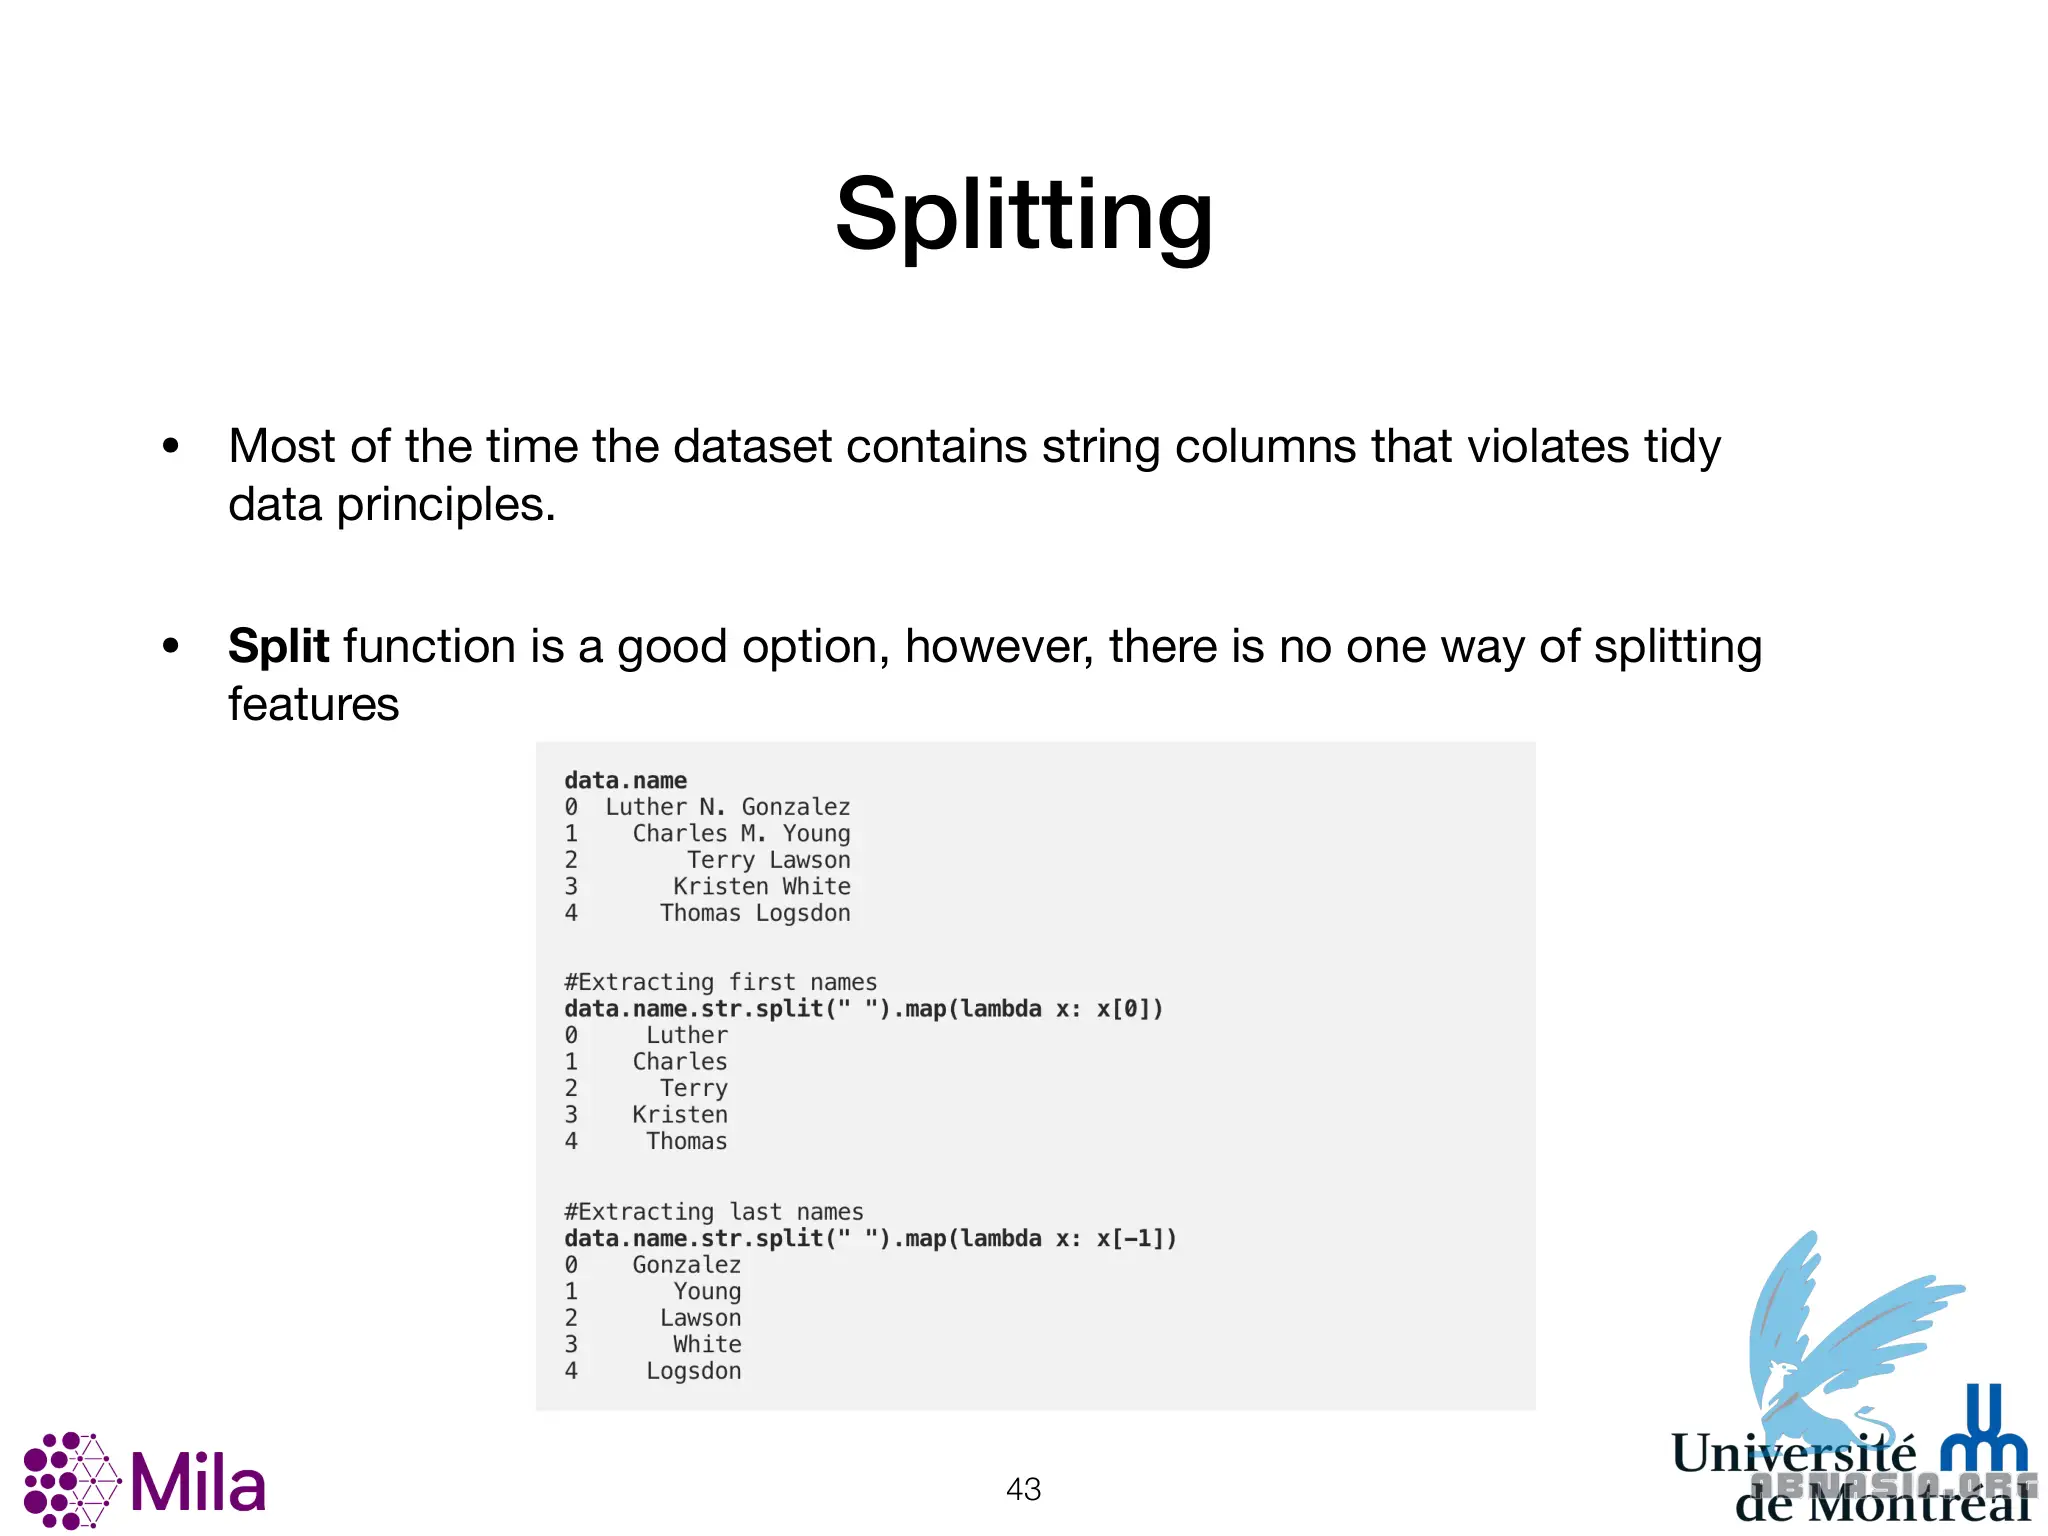 Splitting
• Most of the time the dataset contains string columns that violates tidy
data principles.
• Split function is a good option, however, there is no one way of splitting
features
data.name
0  Luther N. Gonzalez
1    Charles M. Young
2        Terry Lawson
3       Kristen White
4      Thomas Logsdon
#Extracting first names
data.name.str.split(" ").map(lambda x: x[0])
0     Luther
1    Charles
2      Terry
3    Kristen
4     Thomas
#Extracting last names
data.name.str.split(" ").map(lambda x: x[-1])
0    Gonzalez
1       Young
2      Lawson
3       White
4     Logsdon
Mila
43
Université
de Montréal
ABNASIA.ORG